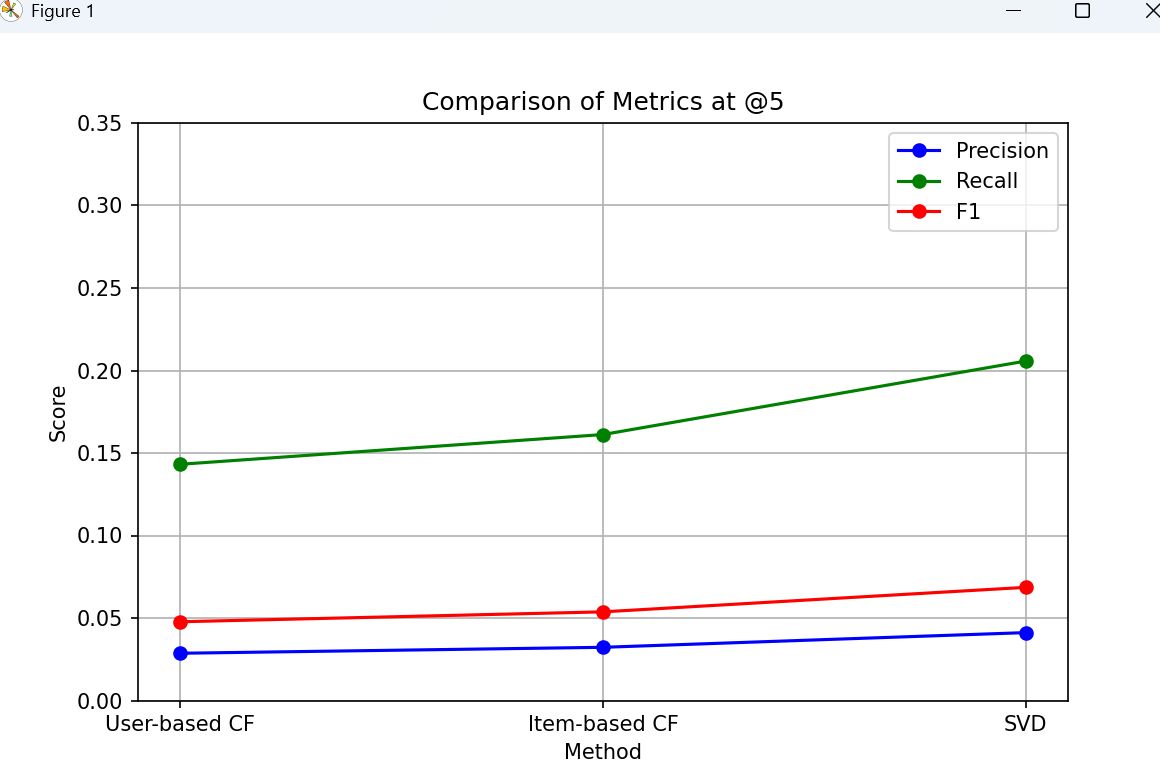 Figure 1
Comparison of Metrics at @5
0.35
0.30
0.25
0.20
0.15
0.10
0.05
0.00
Score
Precision
Recall
F1
User-based CF
Item-based CF
SVD
Method